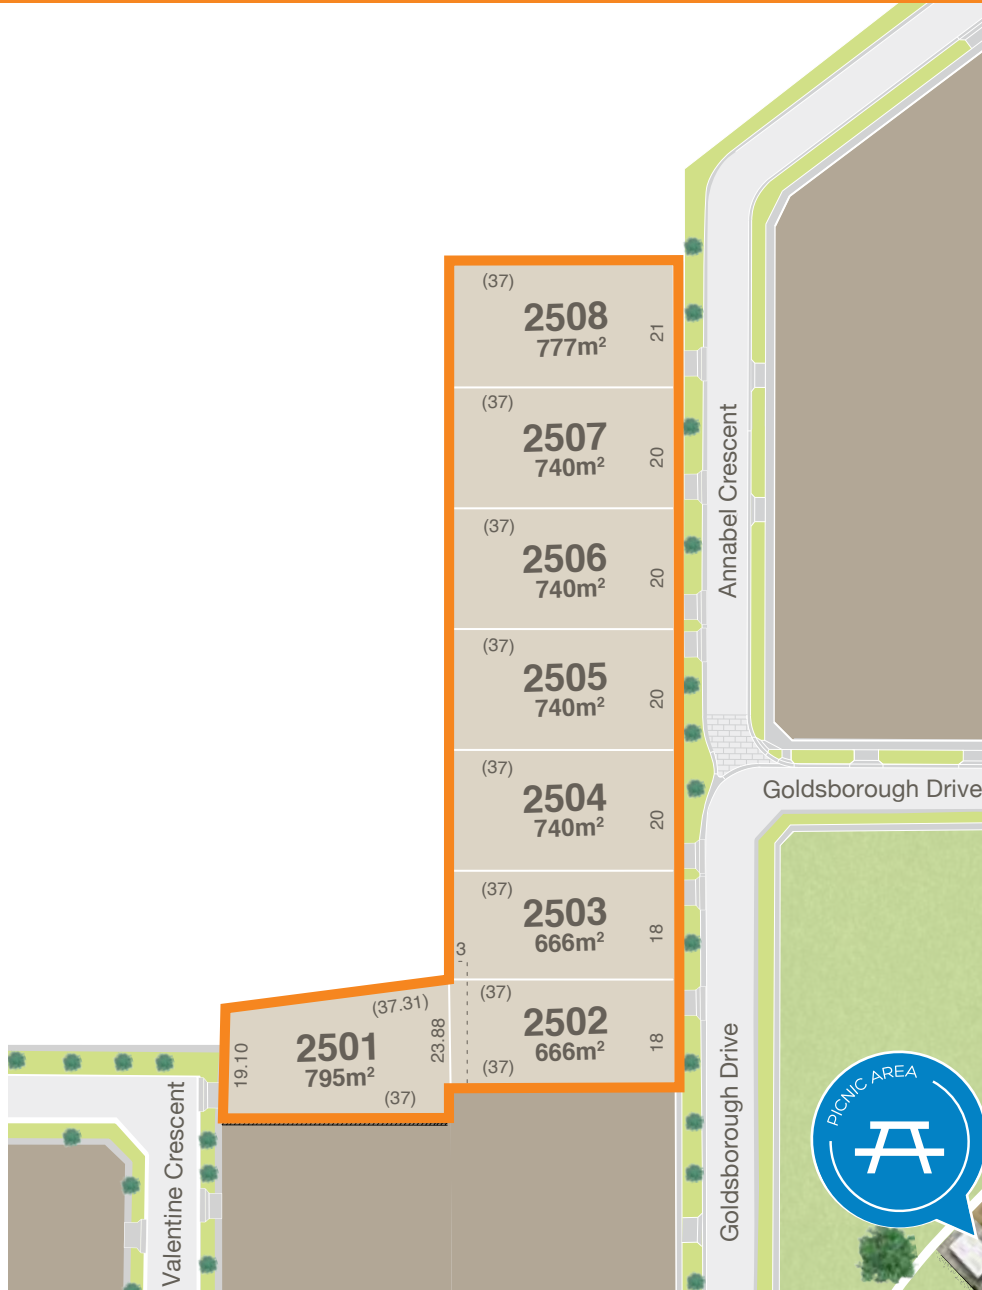 (37)
2508
777m²
21
(37)
2507
740m²
20
(37)
2506
740m²
20
(37)
2505
740m²
20
(37)
2504
740m²
20
(37)
2503
666m²
18
3
(37)
2502
666m²
18
(37)
(37.31)
2501
795m²
19.10
23.88
(37)
Annabel Crescent
Goldsborough Drive
Goldsborough Drive
Valentine Crescent
PICNIC AREA